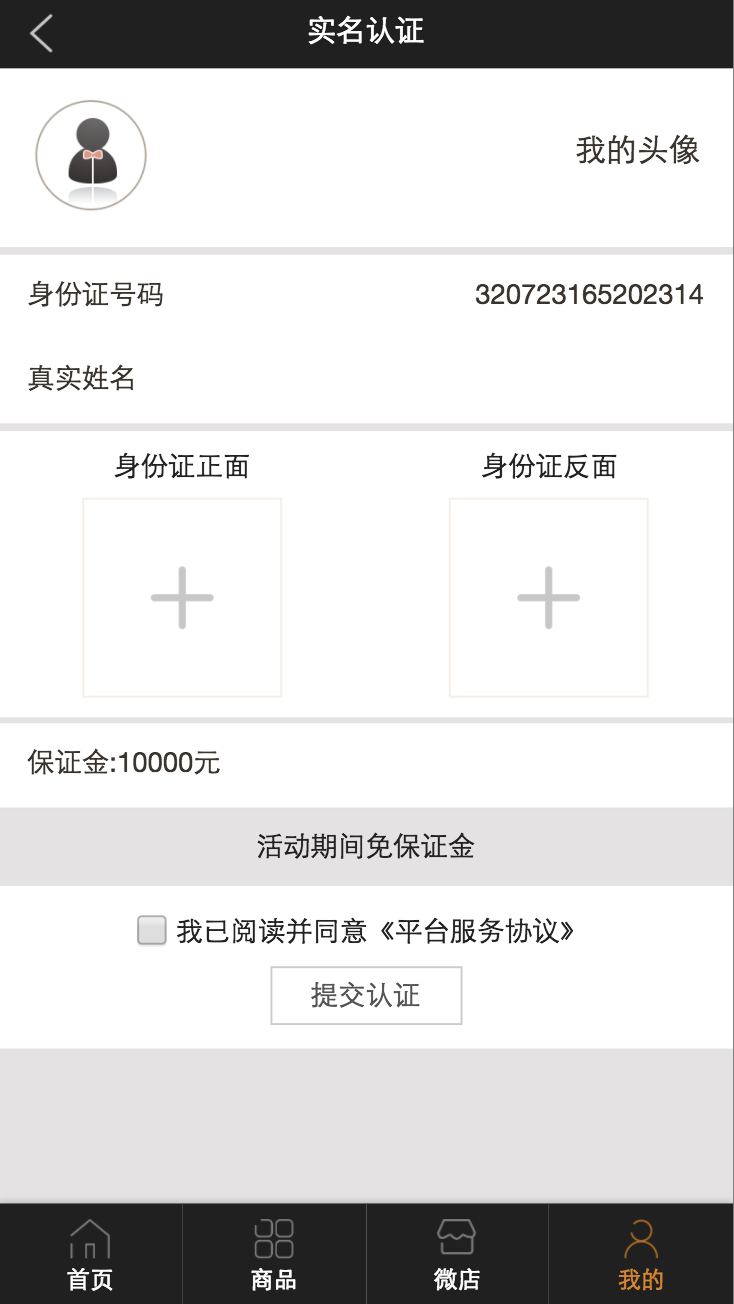 实名认证
我的头像
身份证号码 320723165202314
真实姓名
身份证正面 身份证反面
保证金:10000元
活动期间免保证金
我已阅读并同意《平台服务协议》
提交认证
首页 商品 微店 我的